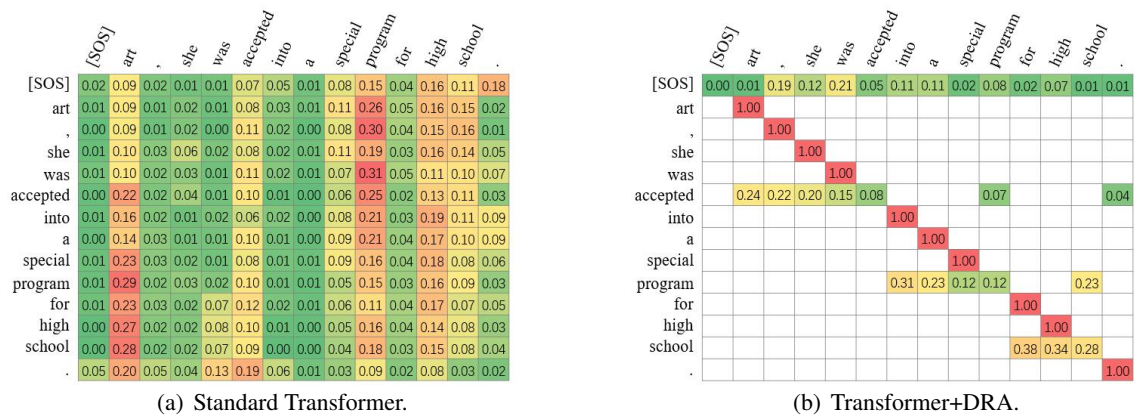 [SOS] art , she was accepted into a special program for high school .
[SOS] 0.02 0.09 0.02 0.01 0.01 0.07 0.05 0.01 0.08 0.15 0.04 0.16 0.11 0.18
art 0.01 0.09 0.01 0.02 0.01 0.08 0.03 0.01 0.11 0.26 0.05 0.16 0.15 0.02
, 0.00 0.09 0.01 0.02 0.00 0.11 0.02 0.00 0.08 0.30 0.04 0.15 0.16 0.01
she 0.01 0.10 0.03 0.06 0.02 0.08 0.02 0.01 0.11 0.19 0.03 0.16 0.14 0.05
was 0.01 0.10 0.02 0.03 0.01 0.11 0.02 0.01 0.07 0.31 0.05 0.11 0.10 0.07
accepted 0.00 0.22 0.02 0.04 0.01 0.10 0.01 0.00 0.06 0.25 0.02 0.13 0.11 0.03
into 0.01 0.16 0.02 0.01 0.02 0.06 0.02 0.00 0.08 0.21 0.03 0.19 0.11 0.09
a 0.00 0.14 0.03 0.01 0.01 0.10 0.01 0.00 0.09 0.21 0.04 0.17 0.10 0.09
special 0.01 0.23 0.03 0.02 0.01 0.08 0.01 0.00 0.09 0.16 0.04 0.18 0.08 0.06
program 0.01 0.29 0.02 0.03 0.02 0.10 0.01 0.00 0.05 0.15 0.03 0.16 0.09 0.03
for 0.01 0.23 0.03 0.02 0.07 0.12 0.02 0.01 0.06 0.11 0.04 0.17 0.07 0.05
high 0.00 0.27 0.02 0.02 0.08 0.10 0.01 0.00 0.05 0.16 0.04 0.14 0.08 0.03
school 0.00 0.28 0.02 0.02 0.07 0.09 0.00 0.00 0.04 0.18 0.03 0.15 0.08 0.04
. 0.05 0.20 0.05 0.04 0.13 0.19 0.06 0.01 0.03 0.09 0.02 0.08 0.03 0.02
(a) Standard Transformer.
[SOS] art , she was accepted into a special program for high school .
[SOS] 0.00 0.01 0.19 0.12 0.21 0.05 0.11 0.11 0.02 0.08 0.02 0.07 0.01 0.01
art 1.00
, 1.00
she 1.00
was 1.00
accepted 0.24 0.22 0.20 0.15 0.08 0.07 0.04
into 1.00
a 1.00
special 1.00
program 0.31 0.23 0.12 0.12 0.23
for 1.00
high 1.00
school 0.38 0.34 0.28
. 1.00
(b) Transformer+DRA.